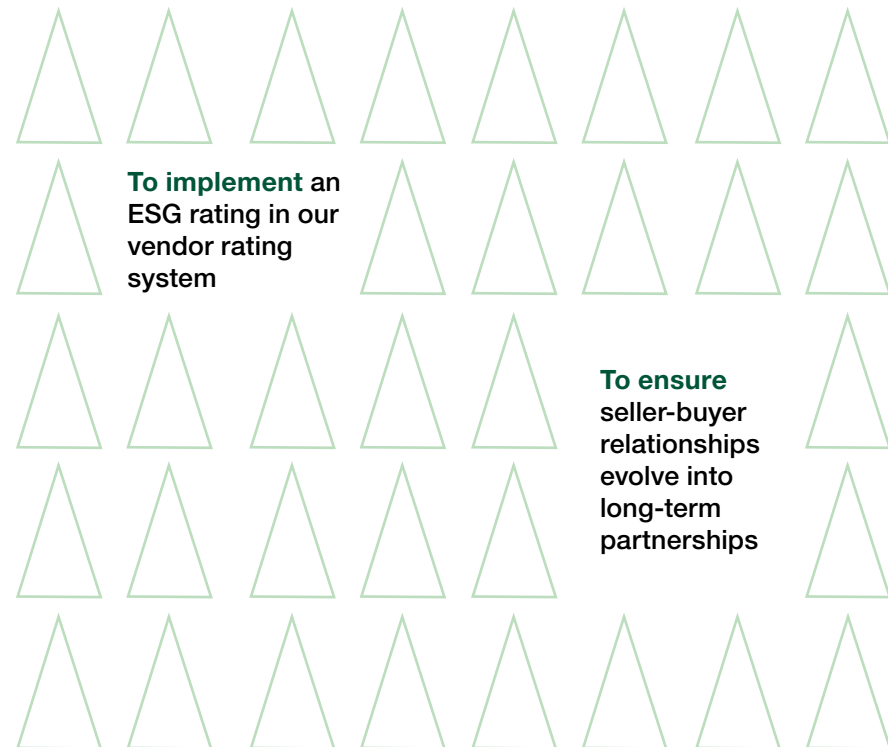 To implement an
ESG rating in our
vendor rating
system
To ensure
seller-buyer
relationships
evolve into
long-term
partnerships